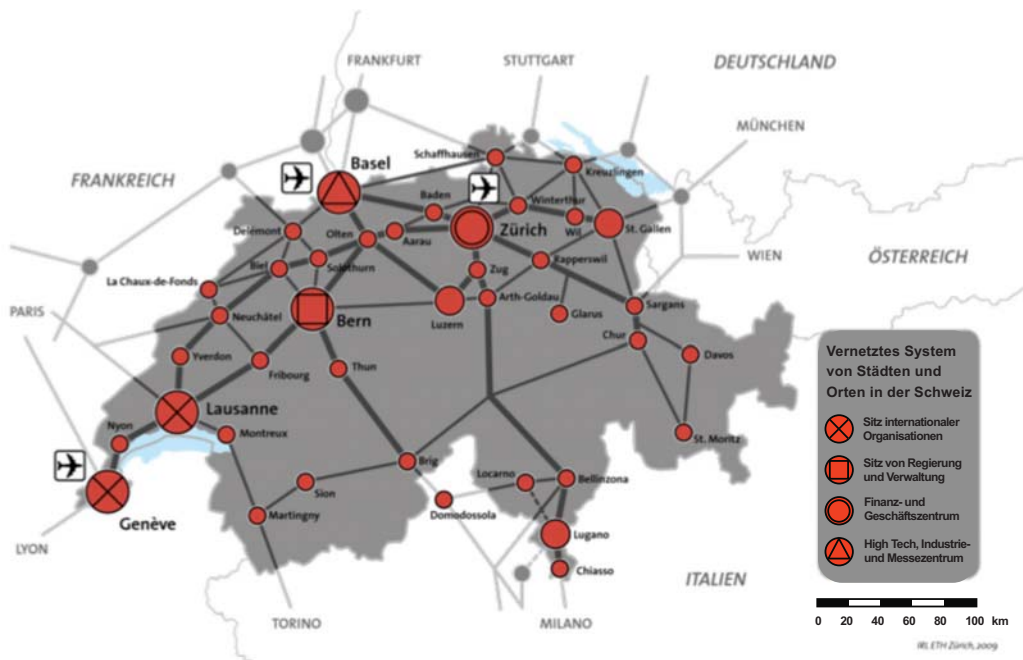 FRANKFURT
STUTTGART
DEUTSCHLAND
MÜNCHEN
FRANKREICH
Basel
Schaffhausen
Kreuzlingen
Baden
Winterthur
Delémont
Olten
Aarau
Zürich
Wil
St. Gallen
Biel
Solothurn
Zug
Rapperswil
WIEN
ÖSTERREICH
La Chaux-de-Fonds
Arth-Goldau
Sargans
PARIS
Neuchâtel
Bern
Luzern
Glarus
Chur
Yverdon
Fribourg
Thun
Davos
Lausanne
Nyon
Montreux
St. Moritz
Brig
Locarno
Bellinzona
Sion
Domodossola
Genève
Martingny
Lugano
LYON
Chiasso
ITALIEN
TORINO
MILANO
Vernetztes System
von Städten und
Orten in der Schweiz
Sitz internationaler
Organisationen
Sitz von Regierung
und Verwaltung
Finanz- und
Geschäftszentrum
High Tech, Industrie-
und Messezentrum
0 20 40 60 80 100 km
IRL ETH Zürich, 2009